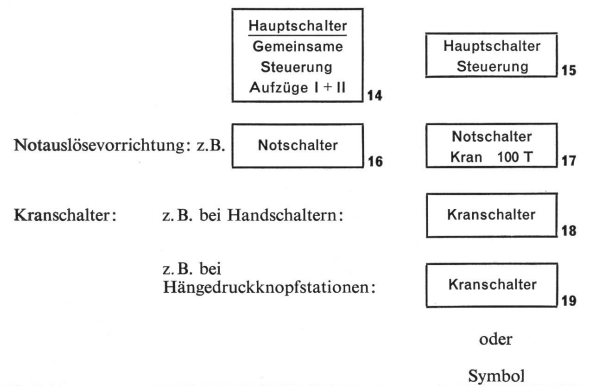 Hauptschalter
Gemeinsame
Steuerung
Aufzüge I + II
14
Hauptschalter
Steuerung
15
Notauslösevorrichtung: z.B.
Notschalter
16
Notschalter
Kran 100 T
17
Kranschalter: z. B. bei Handschaltern:
Kranschalter
18
z. B. bei
Hängedruckknopfstationen:
Kranschalter
19
oder
Symbol